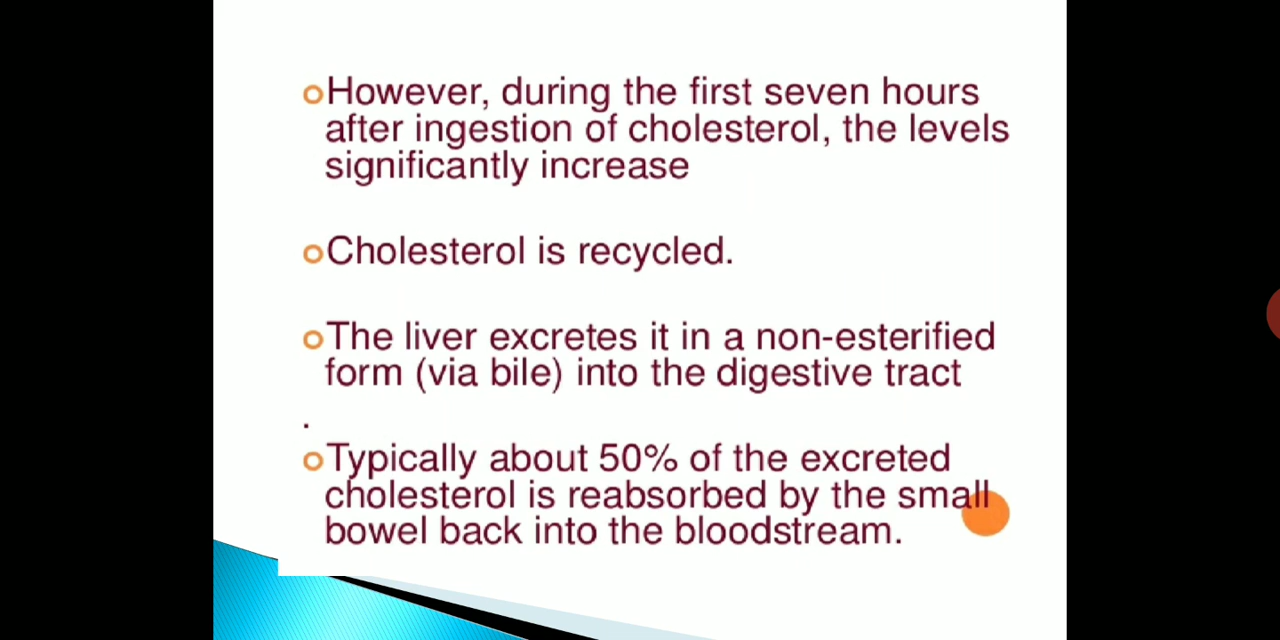 However, during the first seven hours
after ingestion of cholesterol, the levels
significantly increase
Cholesterol is recycled.
The liver excretes it in a non-esterified
form (via bile) into the digestive tract
.
Typically about 50% of the excreted
cholesterol is reabsorbed by the small
bowel back into the bloodstream.